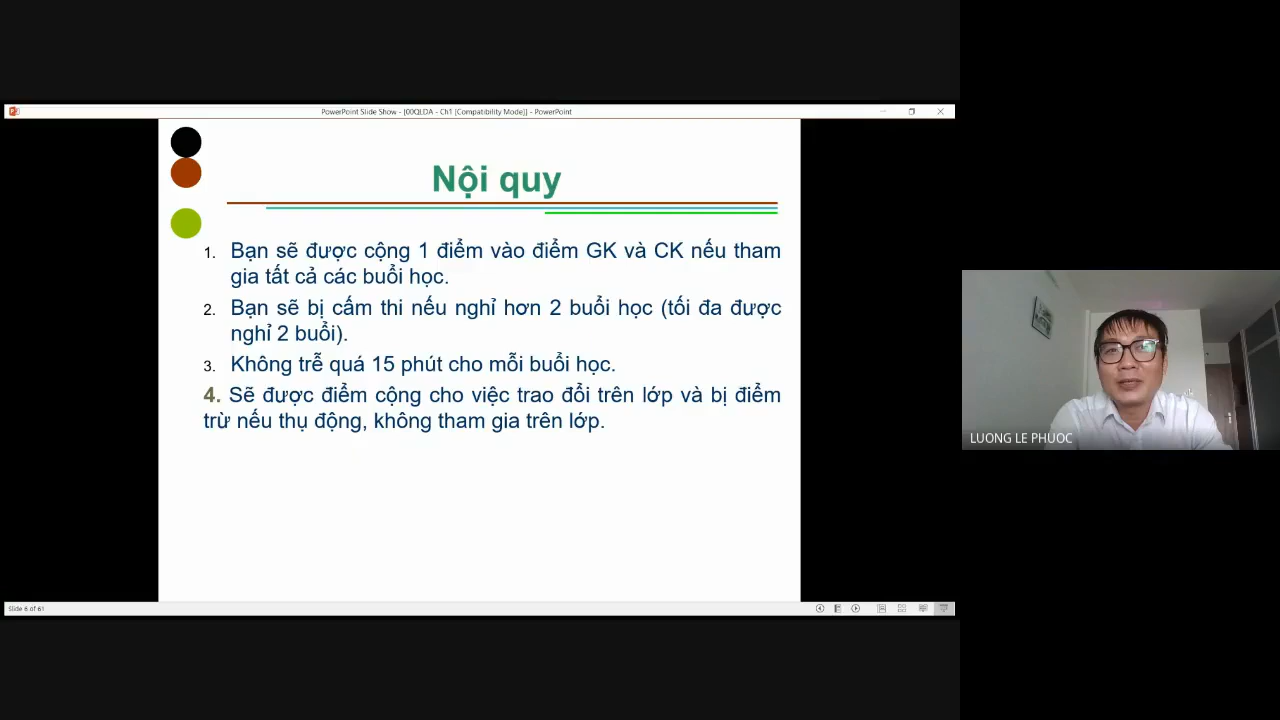 PowerPoint Slide Show - [00QLDA - Ch1 [Compatibility Mode]] - PowerPoint
Nội quy
1. Bạn sẽ được cộng 1 điểm vào điểm GK và CK nếu tham
gia tất cả các buổi học.
2. Bạn sẽ bị cấm thi nếu nghỉ hơn 2 buổi học (tối đa được
nghỉ 2 buổi).
3. Không trễ quá 15 phút cho mỗi buổi học.
4. Sẽ được điểm cộng cho việc trao đổi trên lớp và bị điểm
trừ nếu thụ động, không tham gia trên lớp.
LUONG LE PHUOC
Slide 6 of 61